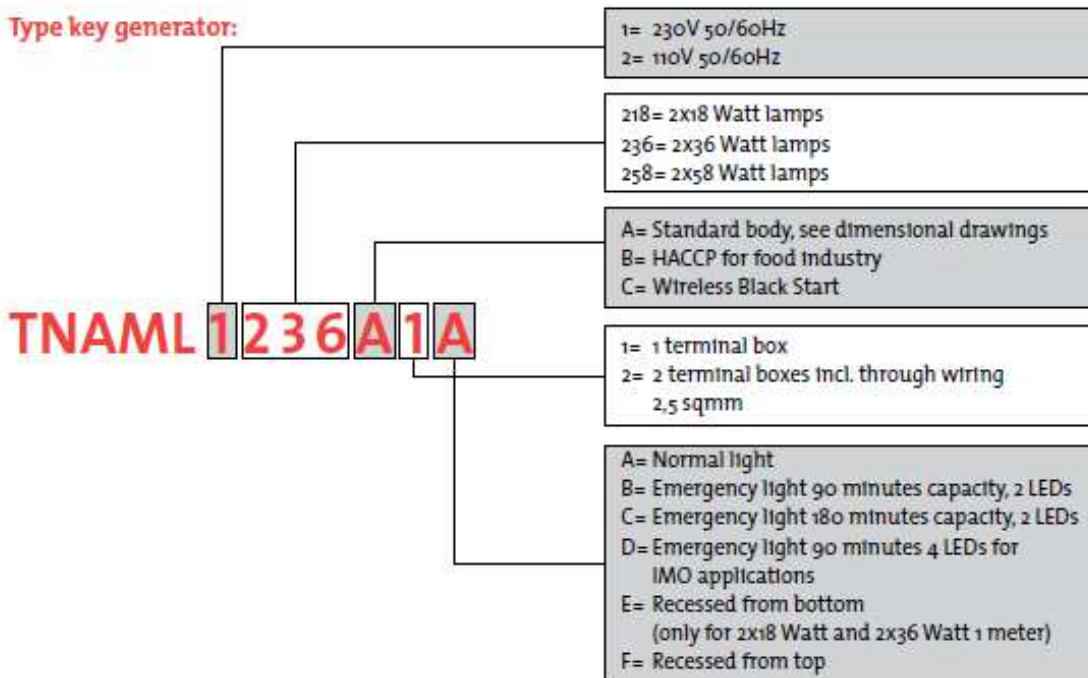 Type key generator:
1= 230V 50/60Hz
2= 110V 50/60Hz
218= 2x18 Watt lamps
236= 2x36 Watt lamps
258= 2x58 Watt lamps
A= Standard body, see dimensional drawings
B= HACCP for food industry
C= Wireless Black Start
TNAML 1 236 A 1 A
1= 1 terminal box
2= 2 terminal boxes incl. through wiring
2,5 sqmm
A= Normal light
B= Emergency light 90 minutes capacity, 2 LEDs
C= Emergency light 180 minutes capacity, 2 LEDs
D= Emergency light 90 minutes 4 LEDs for
IMO applications
E= Recessed from bottom
(only for 2x18 Watt and 2x36 Watt 1 meter)
F= Recessed from top